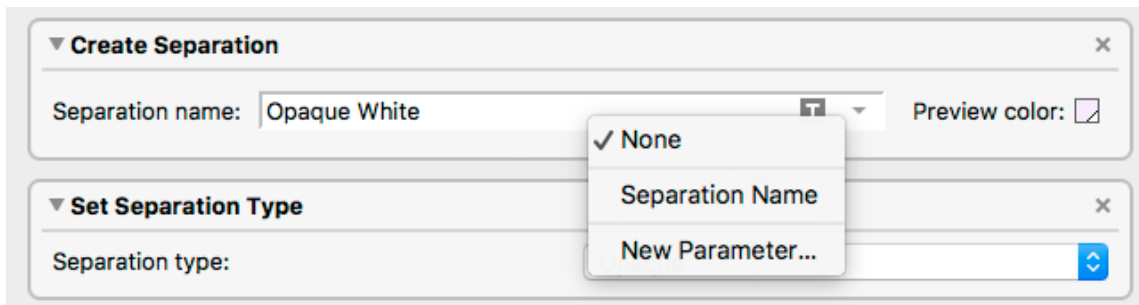 Create Separation
Separation name: Opaque White Preview color:
None
Separation Name
New Parameter...
Set Separation Type
Separation type: